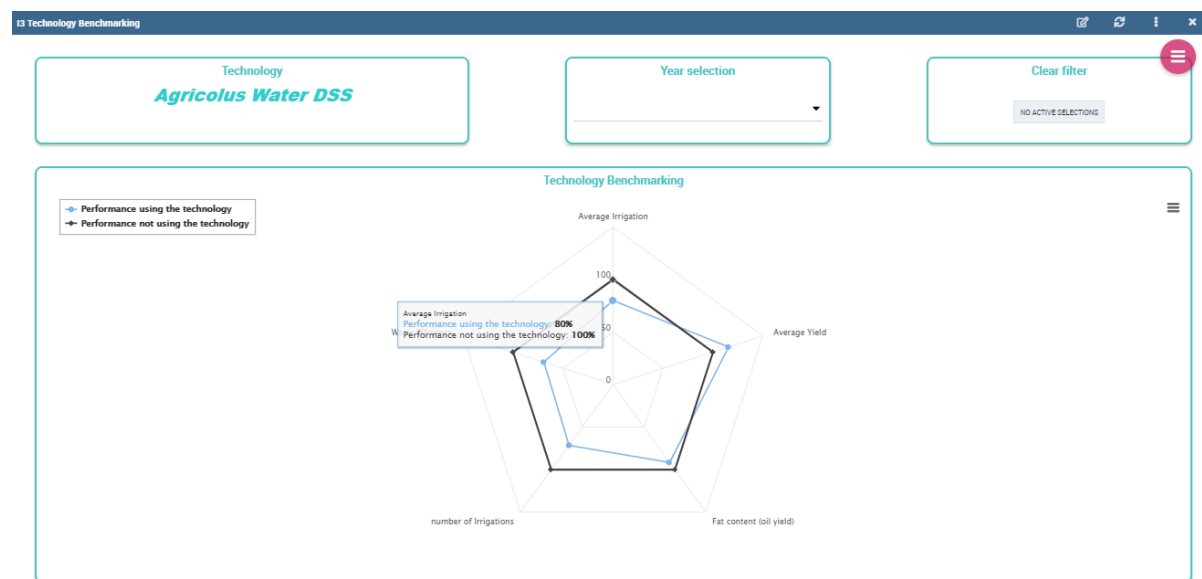 I3 Technology Benchmarking
Technology
Agricolus Water DSS
Year selection
Clear filter
NO ACTIVE SELECTIONS
Technology Benchmarking
Performance using the technology
Performance not using the technology
Average Irrigation
100
Average Irrigation
Performance using the technology: 80%
Performance not using the technology: 100%
50
Average Yield
0
number of Irrigations
Fat content (oil yield)